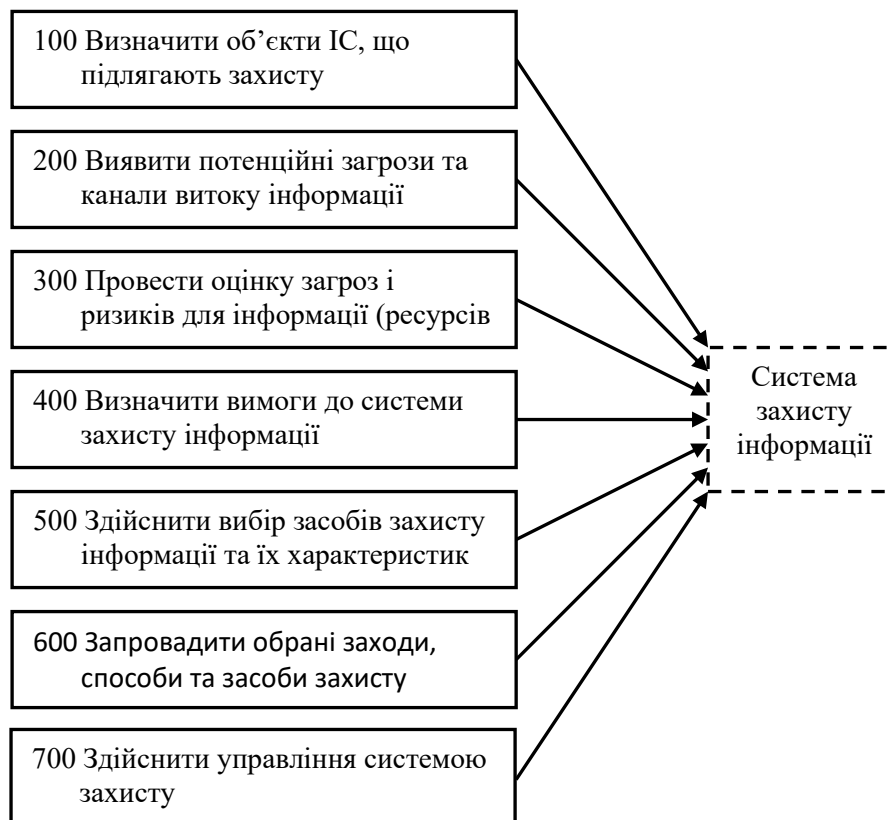 100 Визначити об’єкти ІС, що
підлягають захисту
200 Виявити потенційні загрози та
канали витоку інформації
300 Провести оцінку загроз і
ризиків для інформації (ресурсів
400 Визначити вимоги до системи
захисту інформації
500 Здійснити вибір засобів захисту
інформації та їх характеристик
600 Запровадити обрані заходи,
способи та засоби захисту
700 Здійснити управління системою
захисту
Система
захисту
інформації